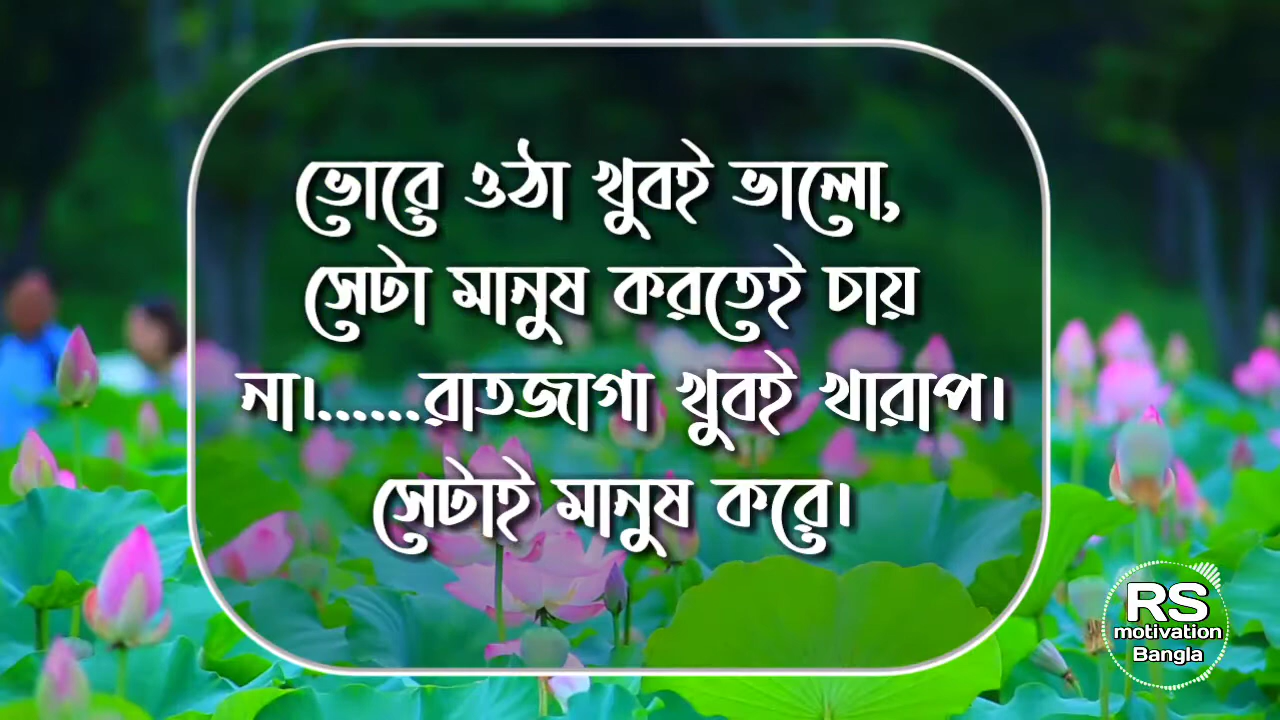 ভোরে ওঠা খুবই ভালো,
সেটা মানুষ করতেই চায়
না।......রাতজাগা খুবই খারাপ।
সেটাই মানুষ করে।
RS
motivation
Bangla